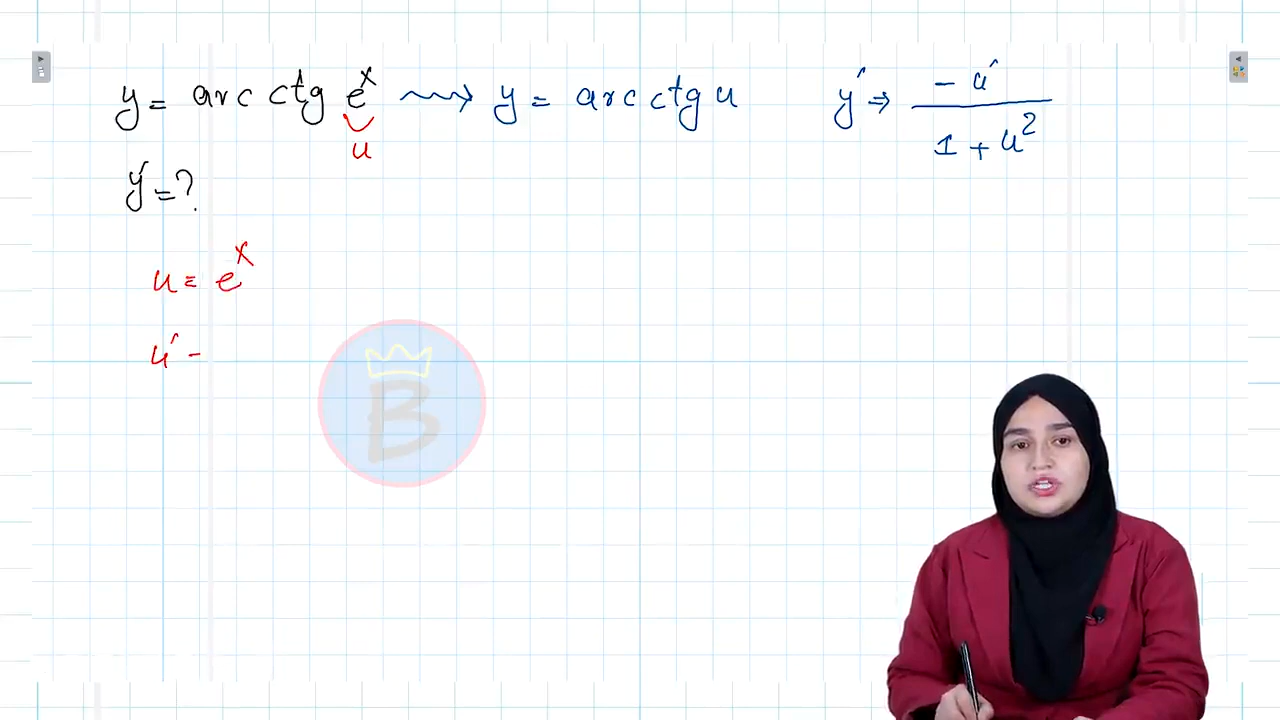 y = arc ctg e^x ⇝ y = arc ctg u y' ⇒ -u' / 1 + u²
u
y' = ?
u = e^x
u' -
B